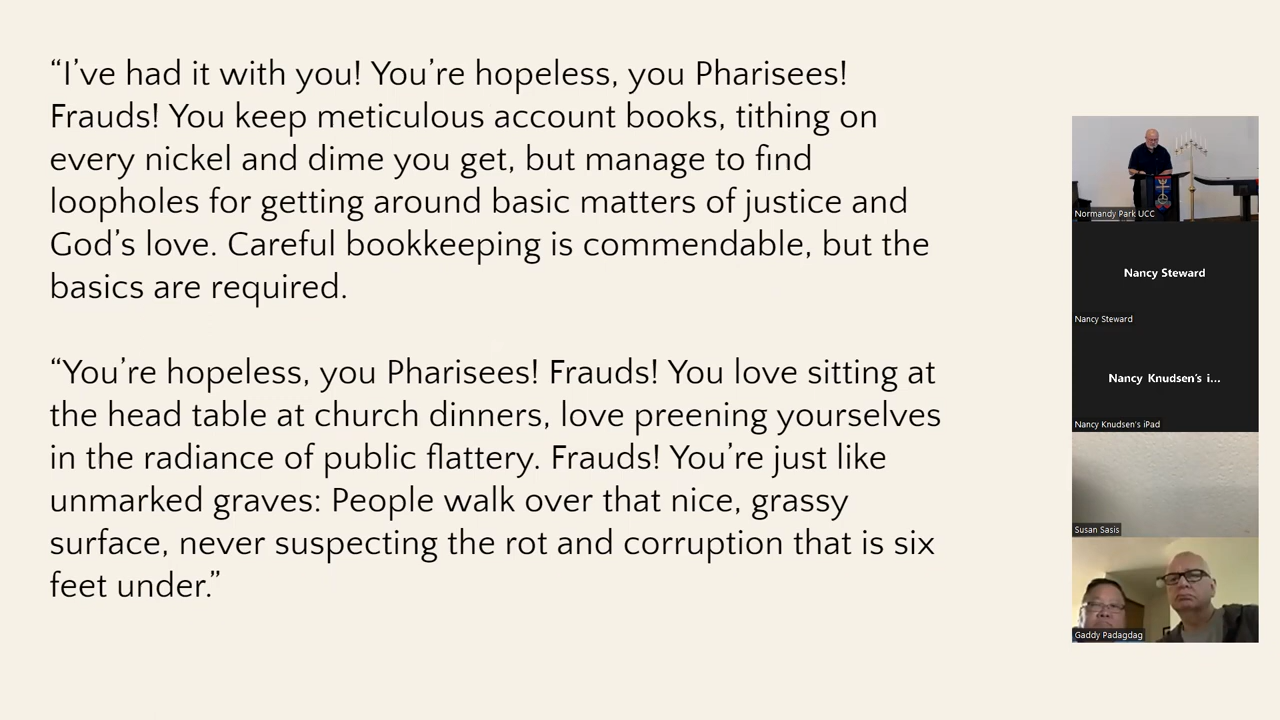 “I’ve had it with you! You’re hopeless, you Pharisees!
Frauds! You keep meticulous account books, tithing on
every nickel and dime you get, but manage to find
loopholes for getting around basic matters of justice and
God’s love. Careful bookkeeping is commendable, but the
basics are required.
“You’re hopeless, you Pharisees! Frauds! You love sitting at
the head table at church dinners, love preening yourselves
in the radiance of public flattery. Frauds! You’re just like
unmarked graves: People walk over that nice, grassy
surface, never suspecting the rot and corruption that is six
feet under.”
Normandy Park UCC
Nancy Steward
Nancy Steward
Nancy Knudsen’s i...
Nancy Knudsen’s iPad
Susan Sasis
Gaddy Padagdag